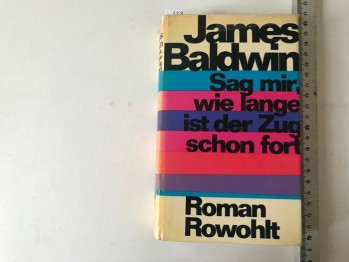 James
Baldwin
Sag mir,
wie lange
ist der Zug
schon fort
Roman
Rowohlt